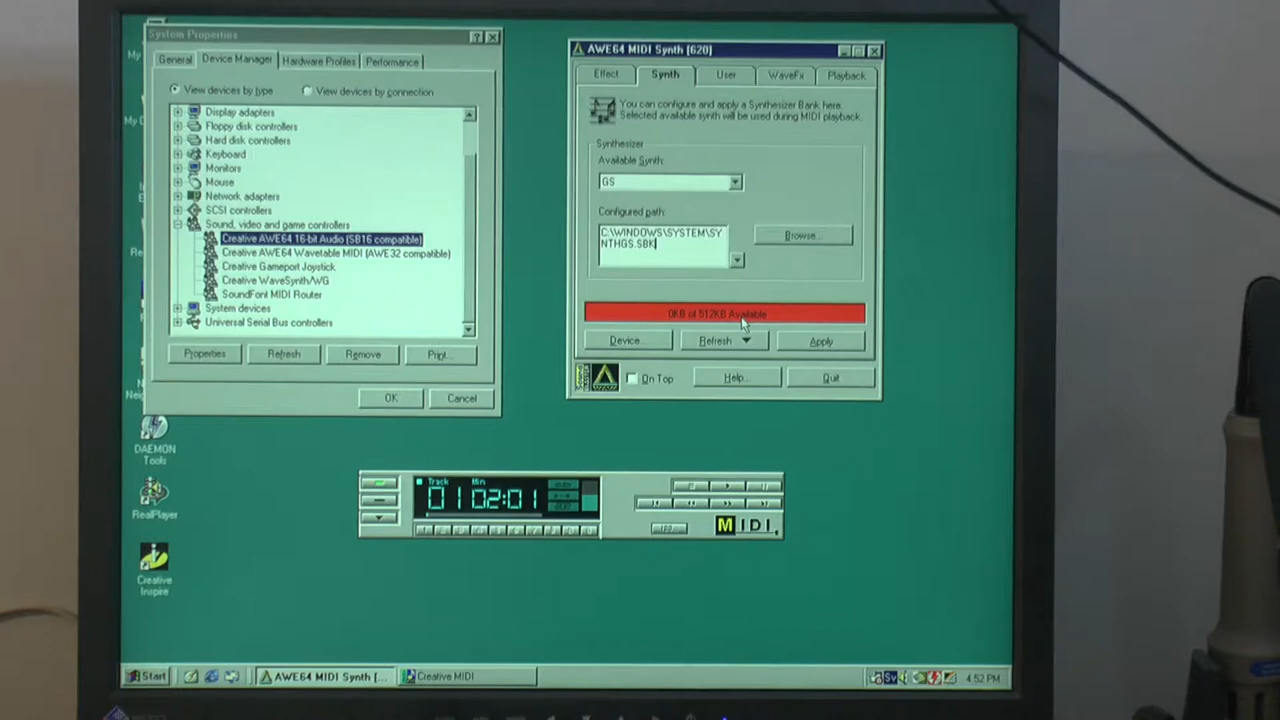 System Properties
General
Device Manager
Hardware Profiles
Performance
View devices by type
View devices by connection
Display adapters
Floppy disk controllers
Hard disk controllers
Keyboard
Monitors
Mouse
Network adapters
SCSI controllers
Sound, video and game controllers
Creative AWE64 16-bit Audio (SB16 compatible)
Creative AWE64 Wavetable MIDI (AWE32 compatible)
Creative Gameport Joystick
Creative WaveSynth/WG
SoundFont MIDI Router
System devices
Universal Serial Bus controllers
Properties
Refresh
Remove
Print...
OK
Cancel
AWE64 MIDI Synth [620]
Effect
Synth
User
WaveFx
Playback
You can configure and apply a Synthesizer Bank here.
Selected available synth will be used during MIDI playback.
Synthesizer
Available Synth:
GS
Configured path:
C:\WINDOWS\SYSTEM\SY
NTHGS.SBK
Browse...
0KB of 512KB Available
Device...
Refresh
Apply
On Top
Help...
Quit
My
My
DAEMON
Tools
RealPlayer
Creative
Inspire
Track
Min
01 02:01
MIDI
Start
AWE64 MIDI Synth [...
Creative MIDI
4:52 PM